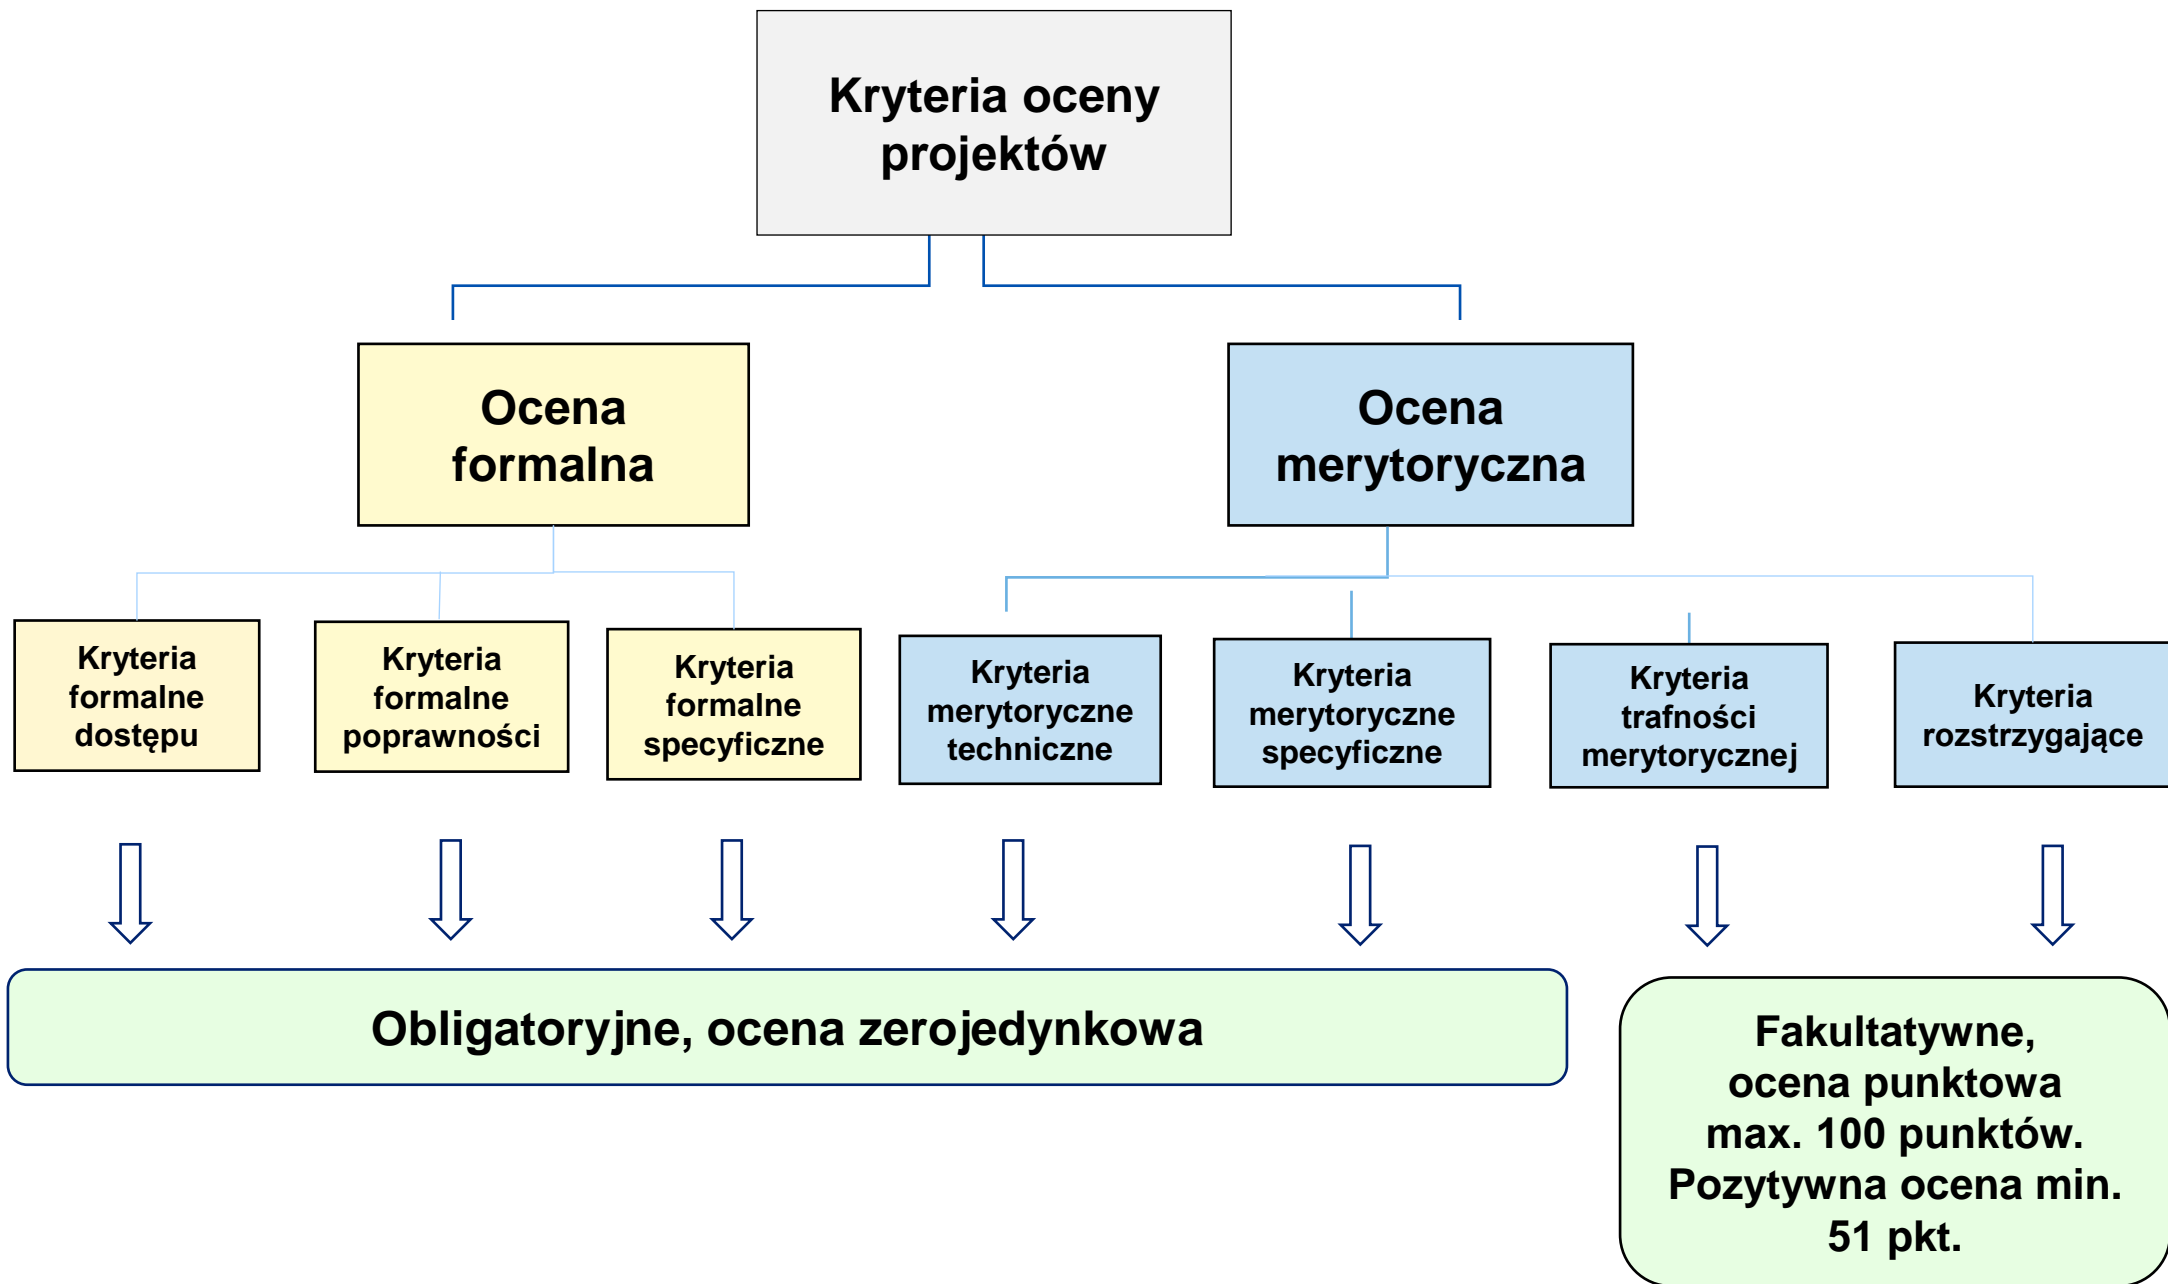 Kryteria oceny
projektów
Ocena
formalna
Ocena
merytoryczna
Kryteria
formalne
dostępu
Kryteria
formalne
poprawności
Kryteria
formalne
specyficzne
Kryteria
merytoryczne
techniczne
Kryteria
merytoryczne
specyficzne
Kryteria
trafności
merytorycznej
Kryteria
rozstrzygające
Obligatoryjne, ocena zerojedynkowa
Fakultatywne,
ocena punktowa
max. 100 punktów.
Pozytywna ocena min.
51 pkt.